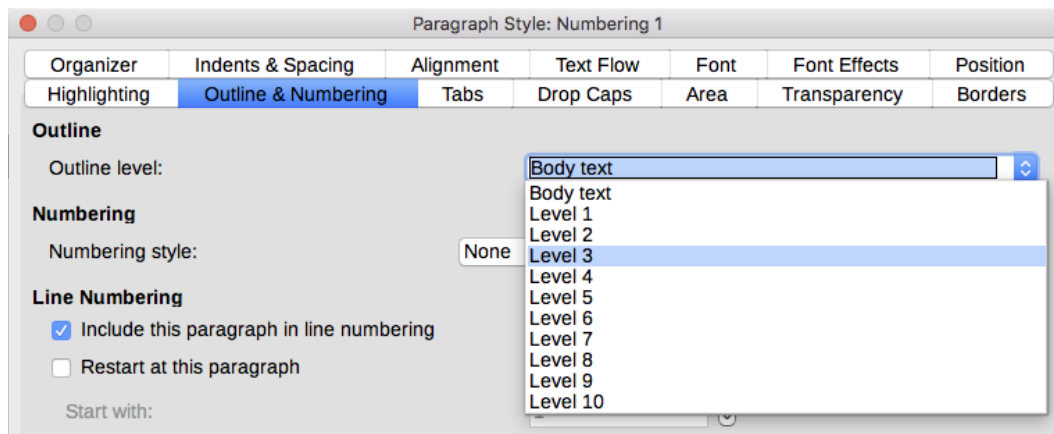 Paragraph Style: Numbering 1
Organizer Indents & Spacing Alignment Text Flow Font Font Effects Position
Highlighting Outline & Numbering Tabs Drop Caps Area Transparency Borders
Outline
Outline level: Body text
Body text
Level 1
Numbering
Level 2
Numbering style: None
Level 3
Level 4
Line Numbering
Level 5
Include this paragraph in line numbering
Level 6
Level 7
Restart at this paragraph
Level 8
Level 9
Start with:
Level 10